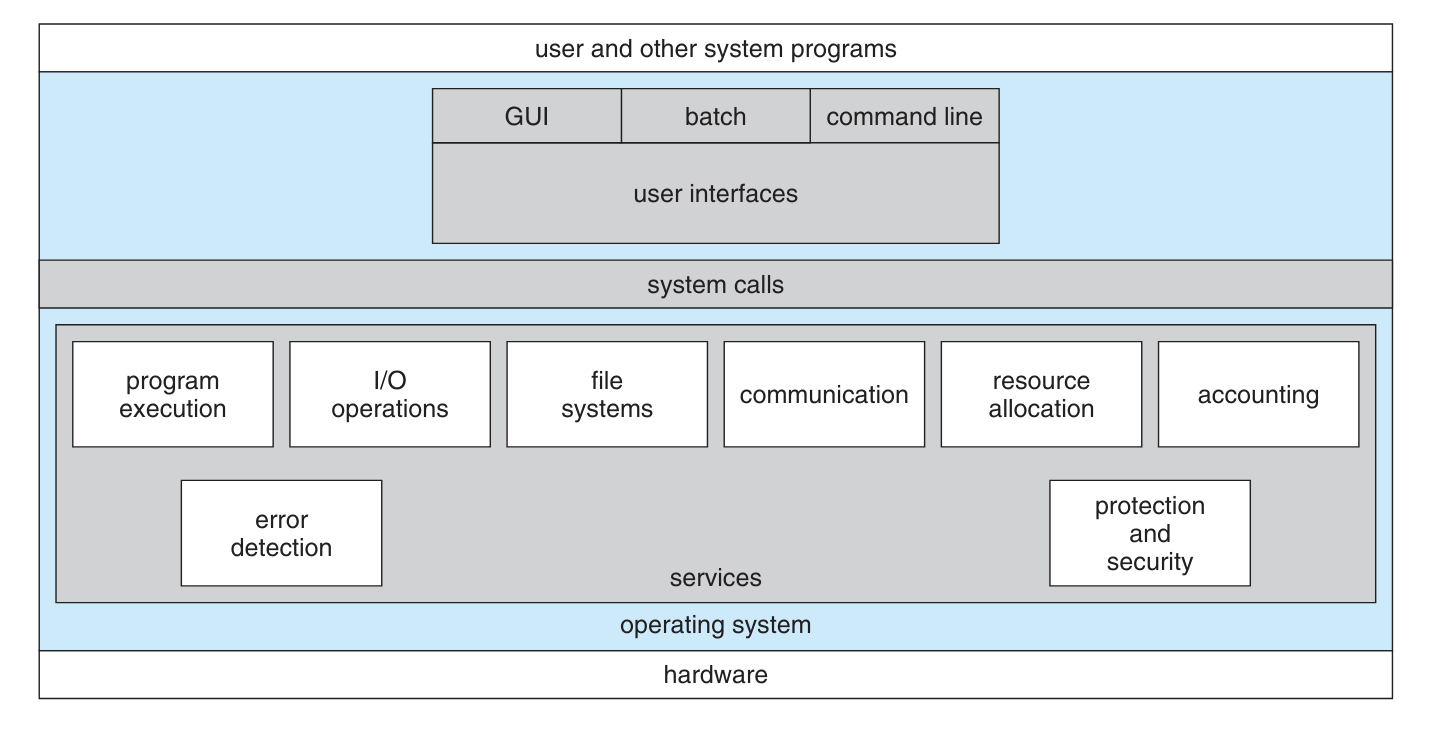 user and other system programs
GUI
batch
command line
user interfaces
system calls
program
execution
I/O
operations
file
systems
communication
resource
allocation
accounting
error
detection
protection
and
security
services
operating system
hardware